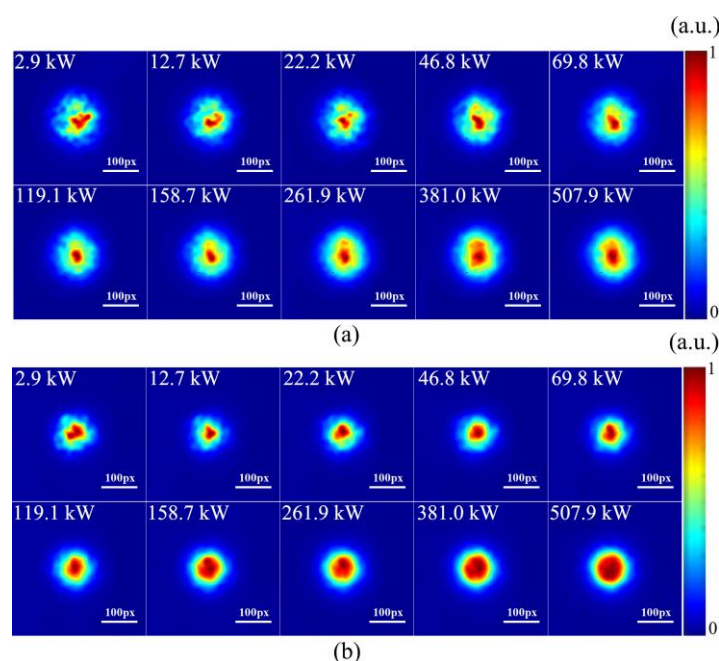 (a.u.)
2.9 kW 12.7 kW 22.2 kW 46.8 kW 69.8 kW 1
100px 100px 100px 100px 100px
119.1 kW 158.7 kW 261.9 kW 381.0 kW 507.9 kW
100px 100px 100px 100px 100px 0
(a)
(a.u.)
2.9 kW 12.7 kW 22.2 kW 46.8 kW 69.8 kW 1
100px 100px 100px 100px 100px
119.1 kW 158.7 kW 261.9 kW 381.0 kW 507.9 kW
100px 100px 100px 100px 100px 0
(b)